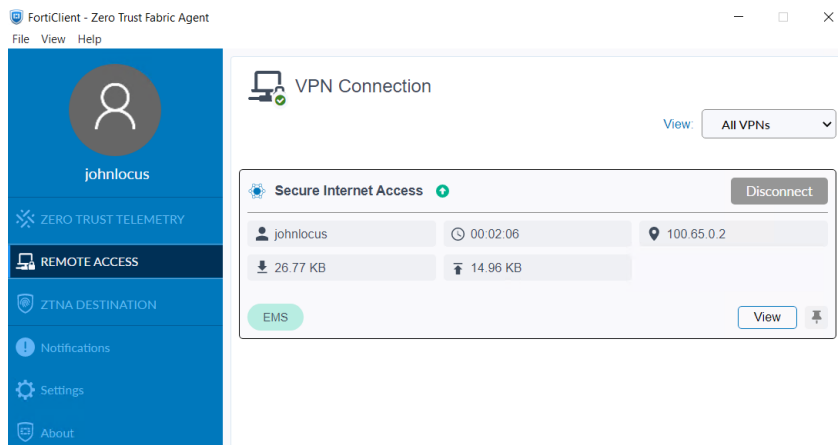 FortiClient - Zero Trust Fabric Agent
File View Help
johnlocus
ZERO TRUST TELEMETRY
REMOTE ACCESS
ZTNA DESTINATION
Notifications
Settings
About
VPN Connection
View: All VPNs
Secure Internet Access Disconnect
johnlocus 00:02:06 100.65.0.2
26.77 KB 14.96 KB
EMS View